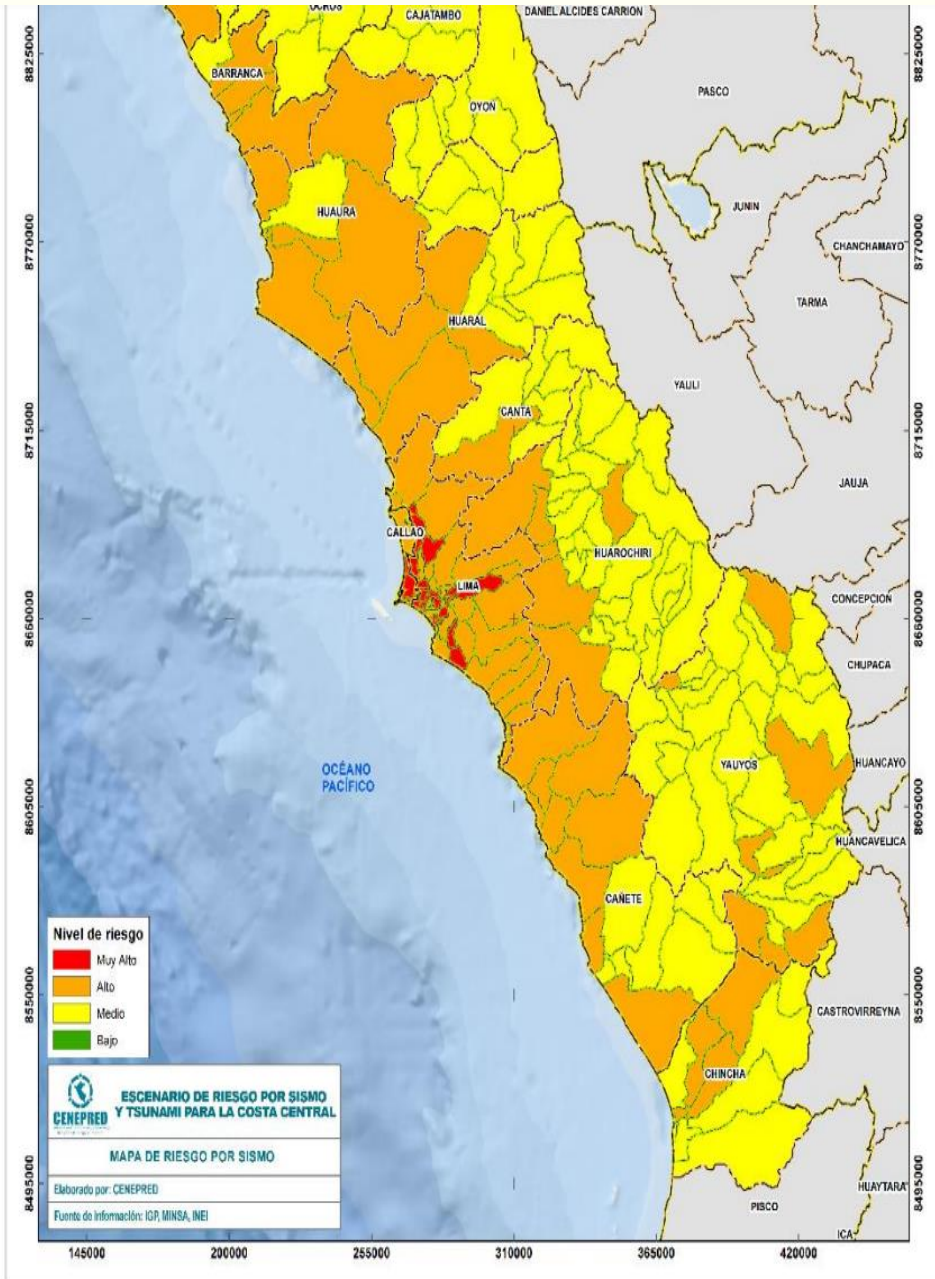 OCROS
CAJATAMBO
DANIEL ALCIDES CARRION
BARRANCA
PASCO
OYON
JUNIN
HUAURA
CHANCHAMAYO
TARMA
HUARAL
YAULI
CANTA
JAUJA
CALLAO
HUAROCHIRI
LIMA
CONCEPCION
CHUPACA
OCÉANO
PACÍFICO
YAUYOS
HUANCAYO
HUANCAVELICA
CAÑETE
CASTROVIRREYNA
CHINCHA
HUAYTARA
PISCO
ICA
8825000
8770000
8715000
8660000
8605000
8550000
8495000
8825000
8770000
8715000
8660000
8605000
8550000
8495000
Nivel de riesgo
Muy Alto
Alto
Medio
Bajo
CENEPRED
ESCENARIO DE RIESGO POR SISMO
Y TSUNAMI PARA LA COSTA CENTRAL
MAPA DE RIESGO POR SISMO
Elaborado por: CENEPRED
Fuente de Información: IGP, MINSA, INEI
145000 200000 255000 310000 365000 420000